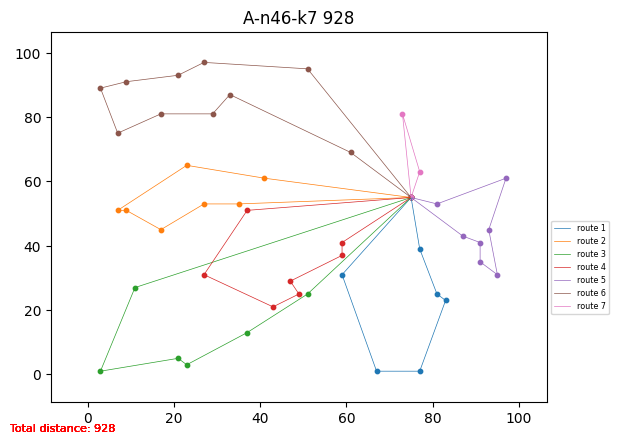 A-n46-k7 928
100
80
60
40
20
0
0 20 40 60 80 100
route 1
route 2
route 3
route 4
route 5
route 6
route 7
Total distance: 928